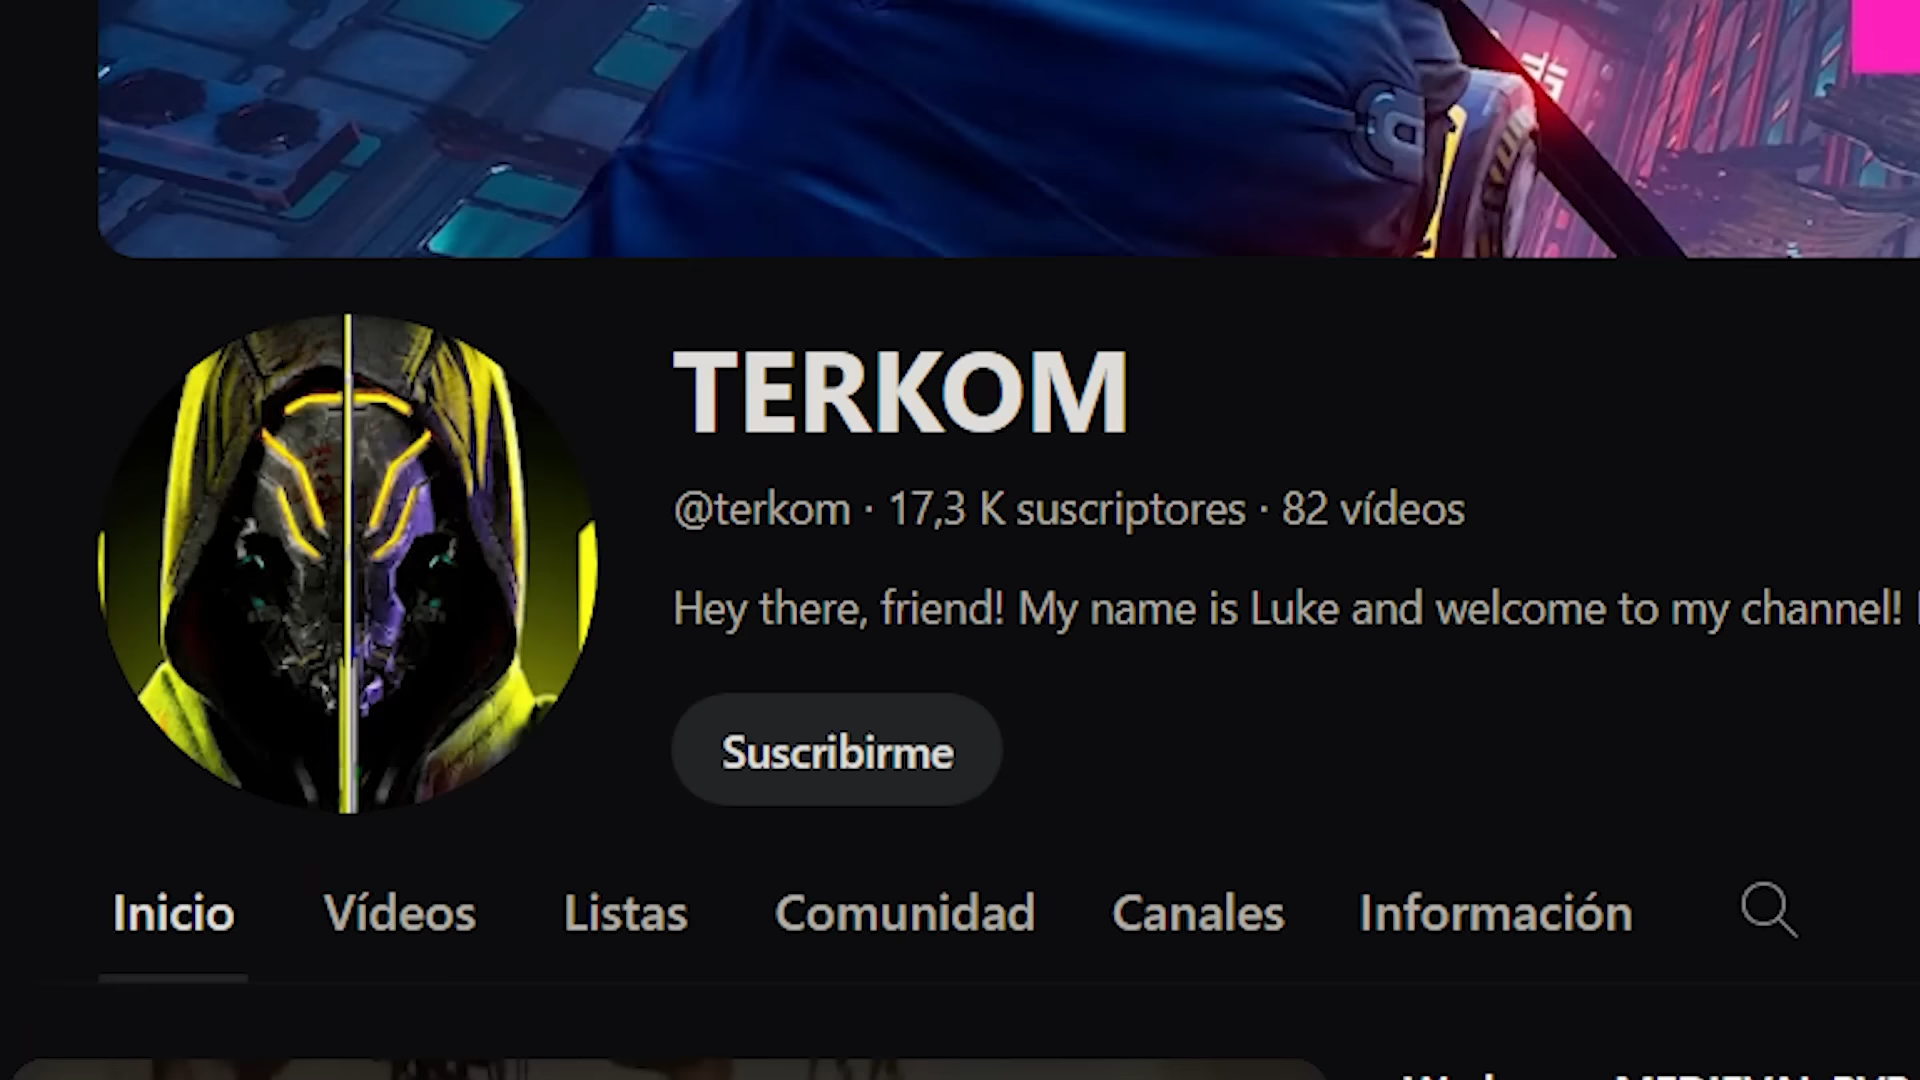 TERKOM
@terkom · 17,3 K suscriptores · 82 vídeos
Hey there, friend! My name is Luke and welcome to my channel!
Suscribirme
Inicio Vídeos Listas Comunidad Canales Información